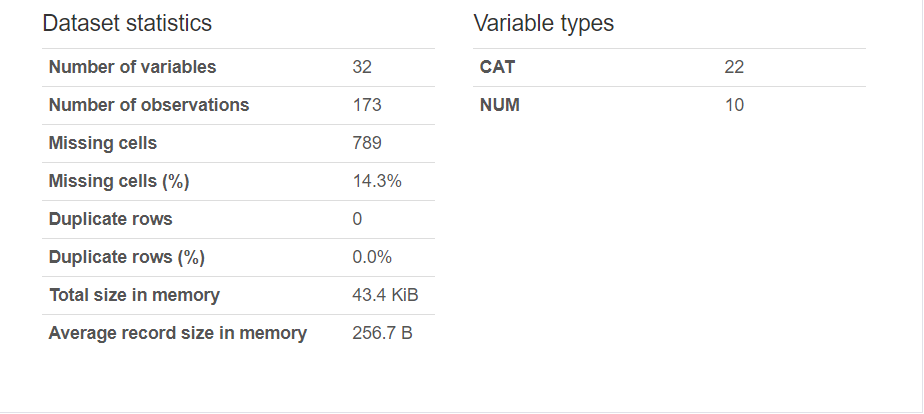 Dataset statistics
Number of variables 32
Number of observations 173
Missing cells 789
Missing cells (%) 14.3%
Duplicate rows 0
Duplicate rows (%) 0.0%
Total size in memory 43.4 KiB
Average record size in memory 256.7 B
Variable types
CAT 22
NUM 10